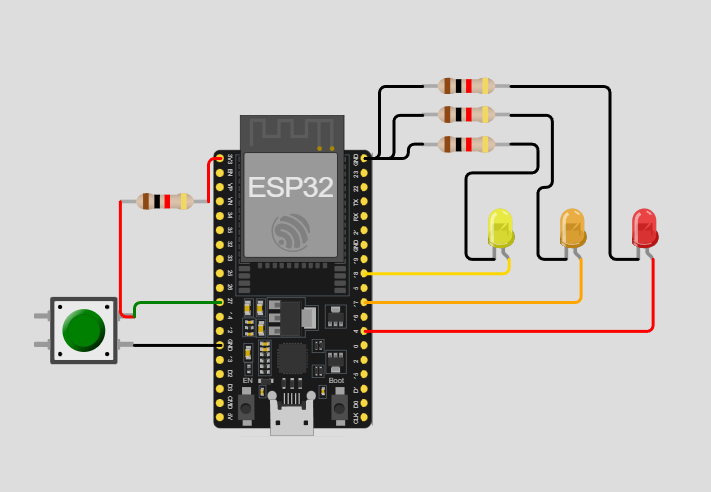 ESP32
3V3
EN
VP
VN
34
35
32
33
25
26
27
14
12
GND
13
D2
D3
CMD
5V
GND
23
22
TX
RX
21
GND
19
18
5
17
16
4
0
2
15
D1
D0
CLK
EN
Boot